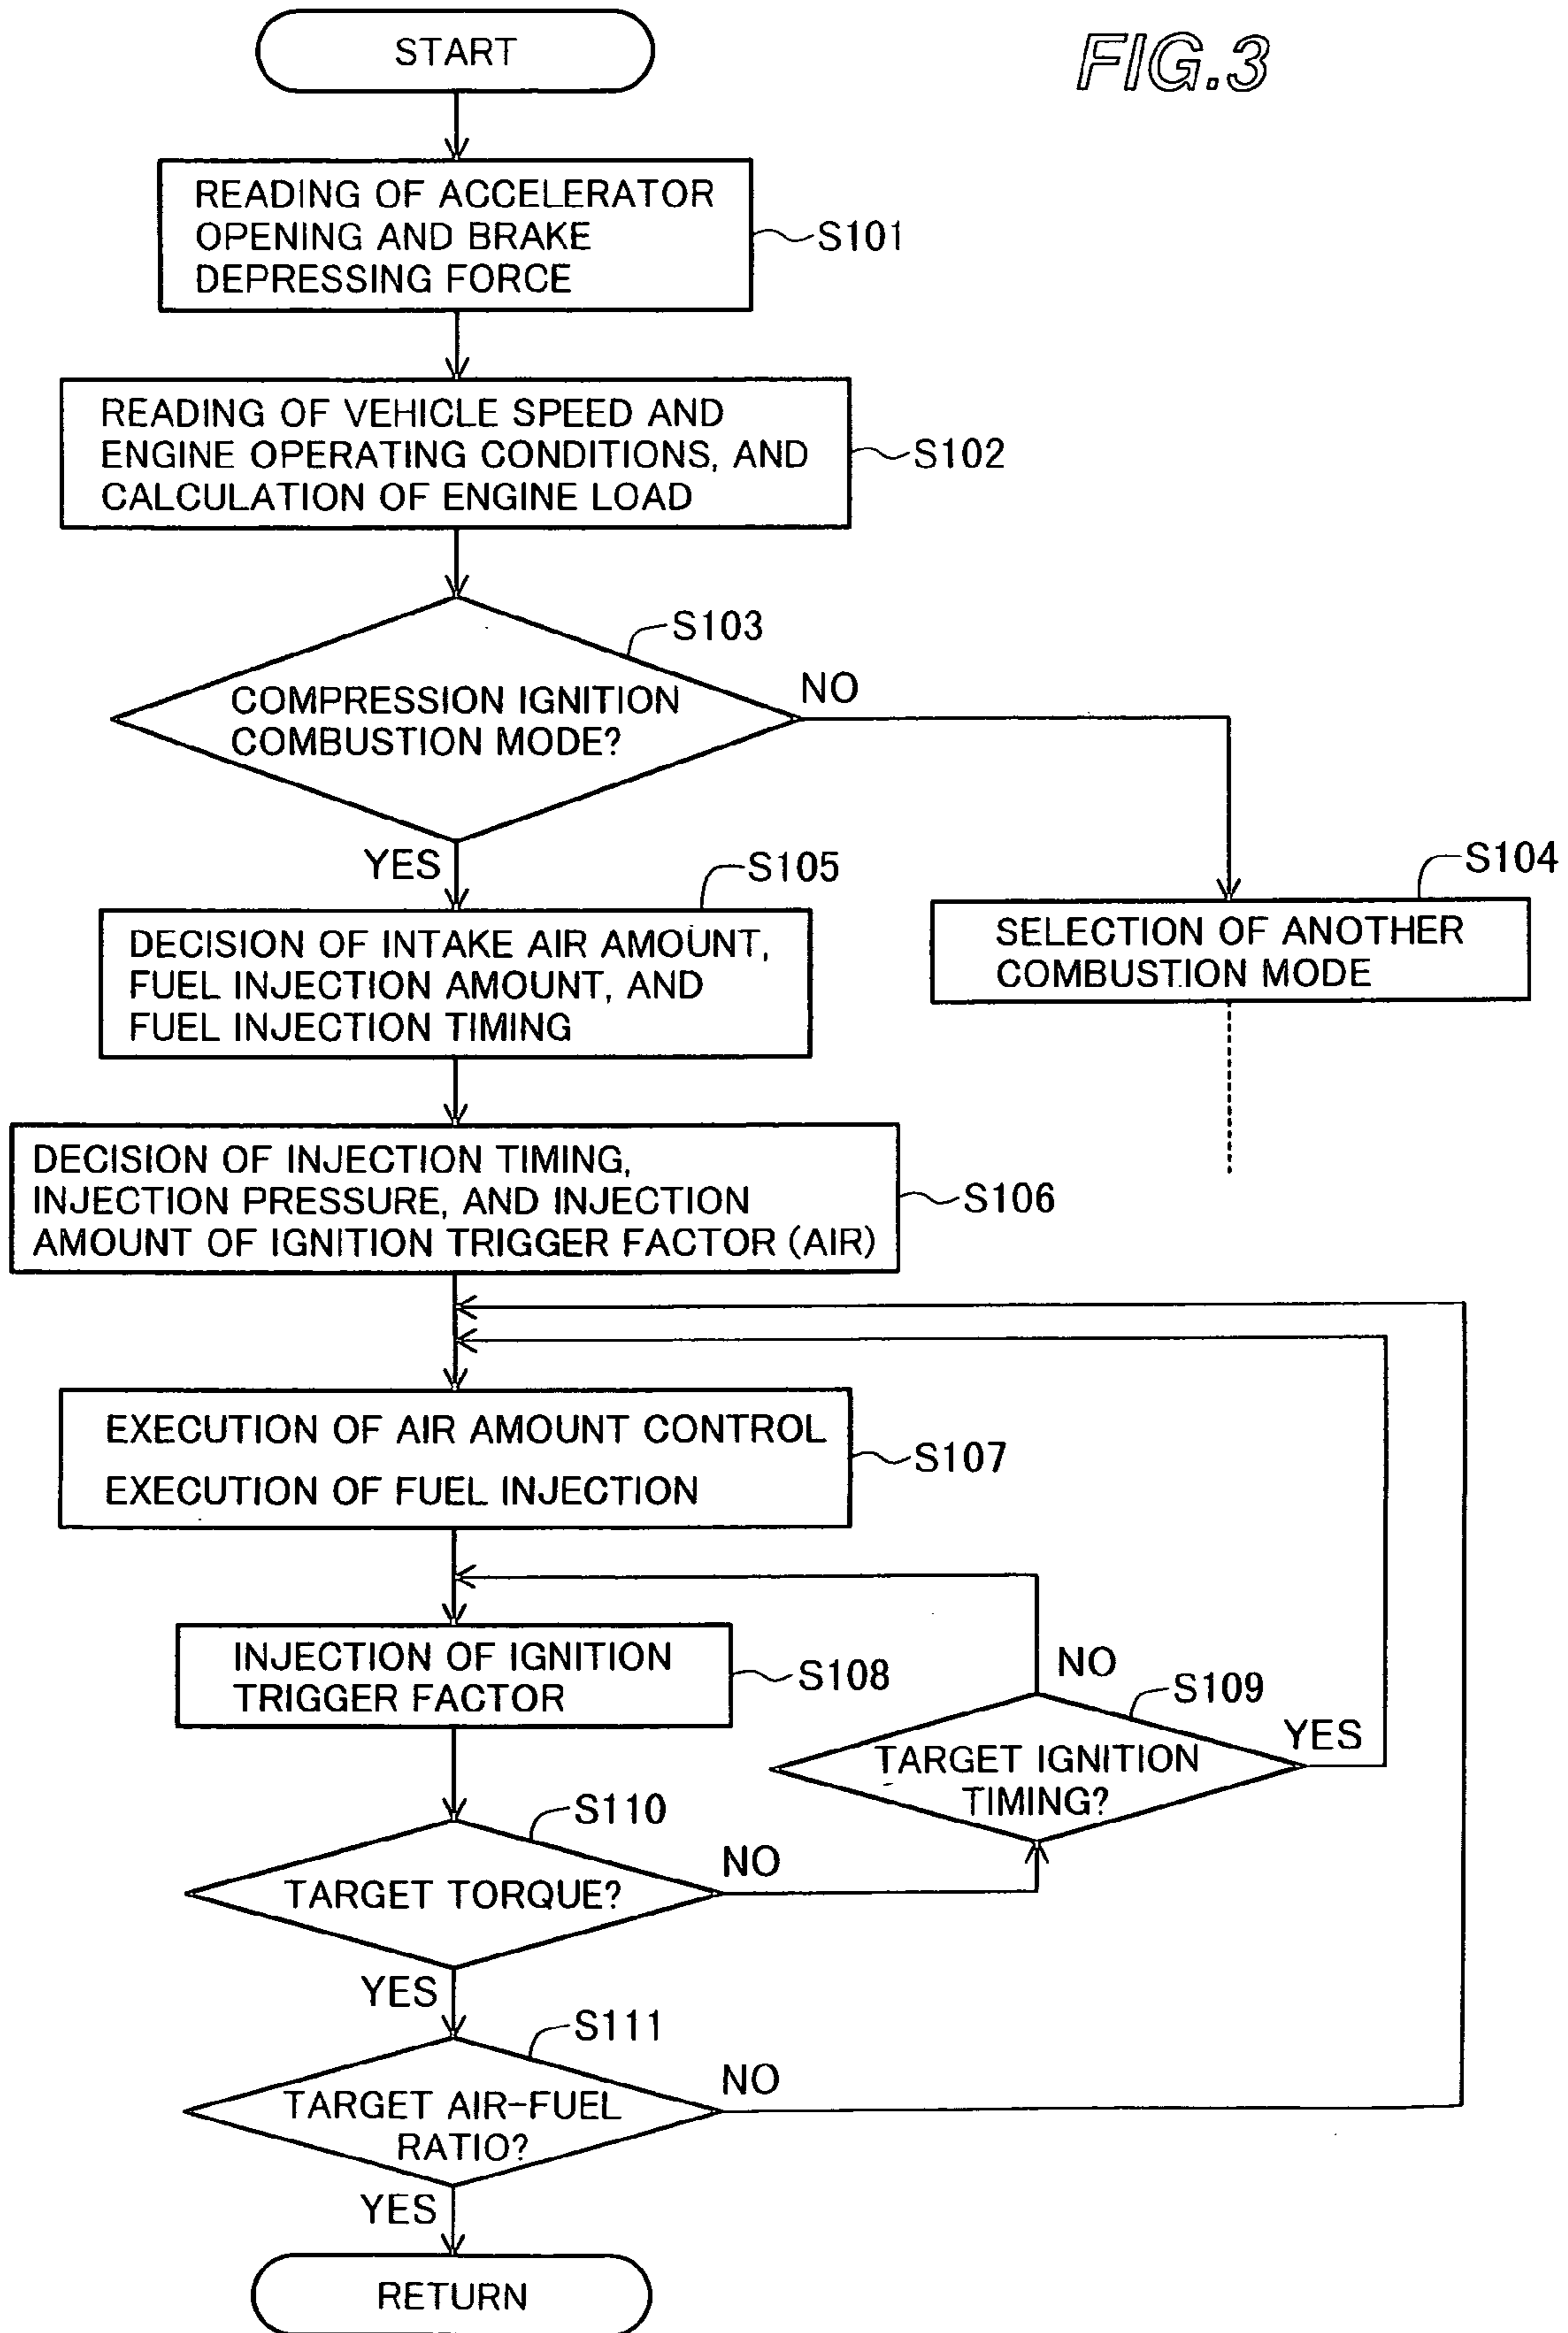 START
FIG.3
READING OF ACCELERATOR
OPENING AND BRAKE
DEPRESSING FORCE
S101
READING OF VEHICLE SPEED AND
ENGINE OPERATING CONDITIONS, AND
CALCULATION OF ENGINE LOAD
S102
S103
COMPRESSION IGNITION
COMBUSTION MODE?
NO
YES
S105
S104
DECISION OF INTAKE AIR AMOUNT,
FUEL INJECTION AMOUNT, AND
FUEL INJECTION TIMING
SELECTION OF ANOTHER
COMBUSTION MODE
DECISION OF INJECTION TIMING,
INJECTION PRESSURE, AND INJECTION
AMOUNT OF IGNITION TRIGGER FACTOR (AIR)
S106
EXECUTION OF AIR AMOUNT CONTROL
EXECUTION OF FUEL INJECTION
S107
INJECTION OF IGNITION
TRIGGER FACTOR
S108
NO
S109
YES
TARGET IGNITION
TIMING?
S110
NO
TARGET TORQUE?
YES
S111
NO
TARGET AIR-FUEL
RATIO?
YES
RETURN